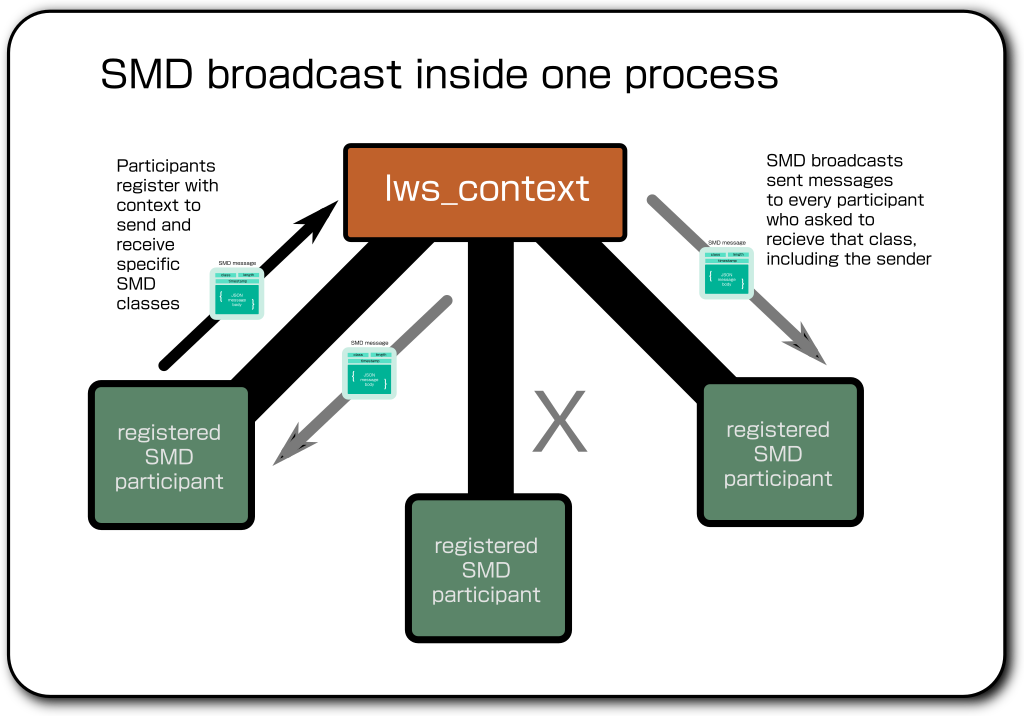 SMD broadcast inside one process
Participants
register with
context to
send and
receive
specific
SMD
classes
lws_context
SMD broadcasts
sent messages
to every participant
who asked to
recieve that class,
including the sender
SMD message
class length
timestamp
{ JSON
message
body }
SMD message
class length
timestamp
{ JSON
message
body }
SMD message
class length
timestamp
{ JSON
message
body }
X
registered
SMD
participant
registered
SMD
participant
registered
SMD
participant